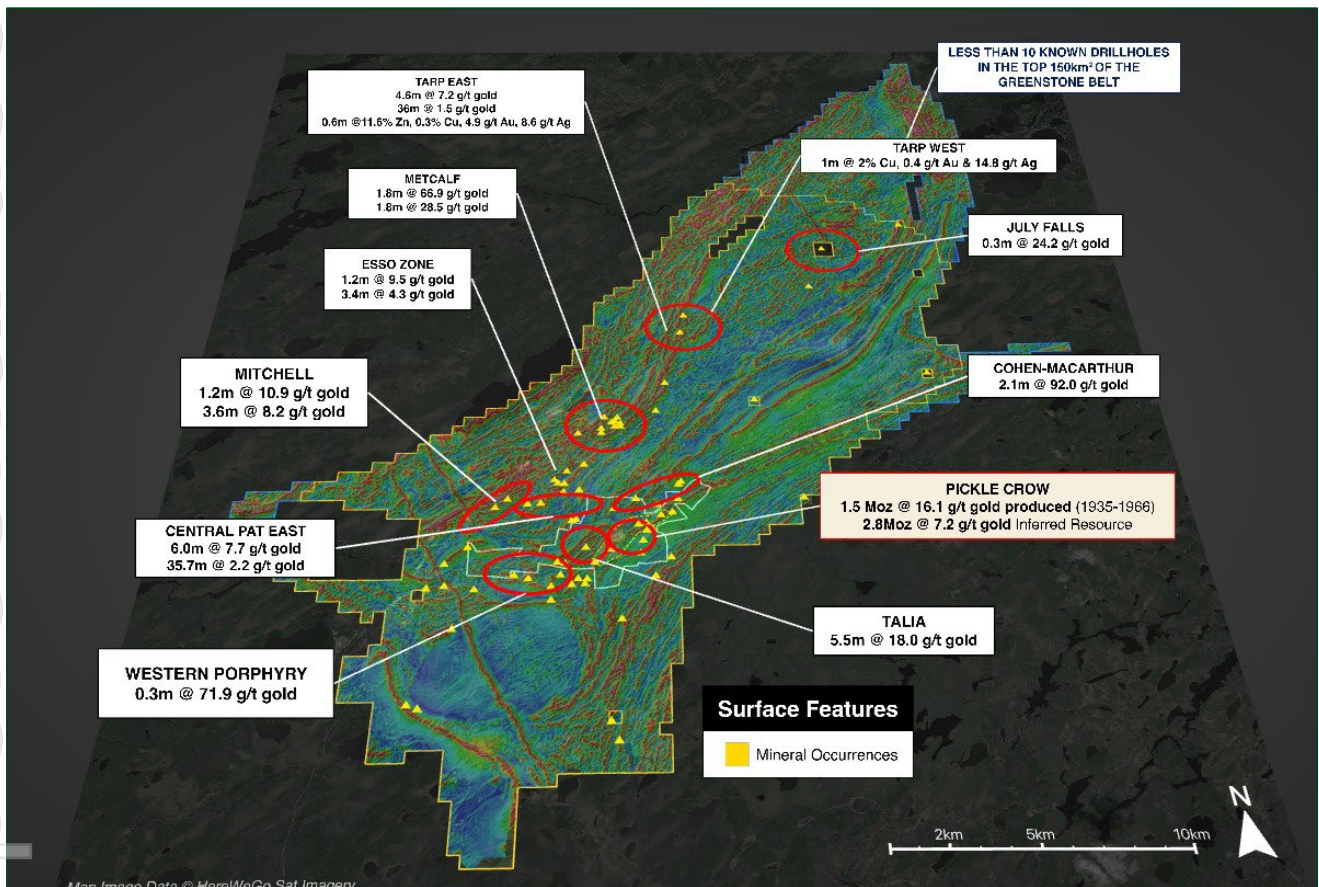 LESS THAN 10 KNOWN DRILLHOLES
IN THE TOP 150km² OF THE
GREENSTONE BELT
TARP EAST
4.6m @ 7.2 g/t gold
36m @ 1.5 g/t gold
0.6m @11.6% Zn, 0.3% Cu, 4.9 g/t Au, 8.6 g/t Ag
TARP WEST
1m @ 2% Cu, 0.4 g/t Au & 14.8 g/t Ag
METCALF
1.8m @ 66.9 g/t gold
1.8m @ 28.5 g/t gold
JULY FALLS
0.3m @ 24.2 g/t gold
ESSO ZONE
1.2m @ 9.5 g/t gold
3.4m @ 4.3 g/t gold
MITCHELL
1.2m @ 10.9 g/t gold
3.6m @ 8.2 g/t gold
COHEN-MACARTHUR
2.1m @ 92.0 g/t gold
PICKLE CROW
1.5 Moz @ 16.1 g/t gold produced (1935-1966)
2.8Moz @ 7.2 g/t gold Inferred Resource
CENTRAL PAT EAST
6.0m @ 7.7 g/t gold
35.7m @ 2.2 g/t gold
TALIA
5.5m @ 18.0 g/t gold
WESTERN PORPHYRY
0.3m @ 71.9 g/t gold
Surface Features
Mineral Occurrences
N
2km 5km 10km
Map Image Data © HereWeGo Sat Imagery